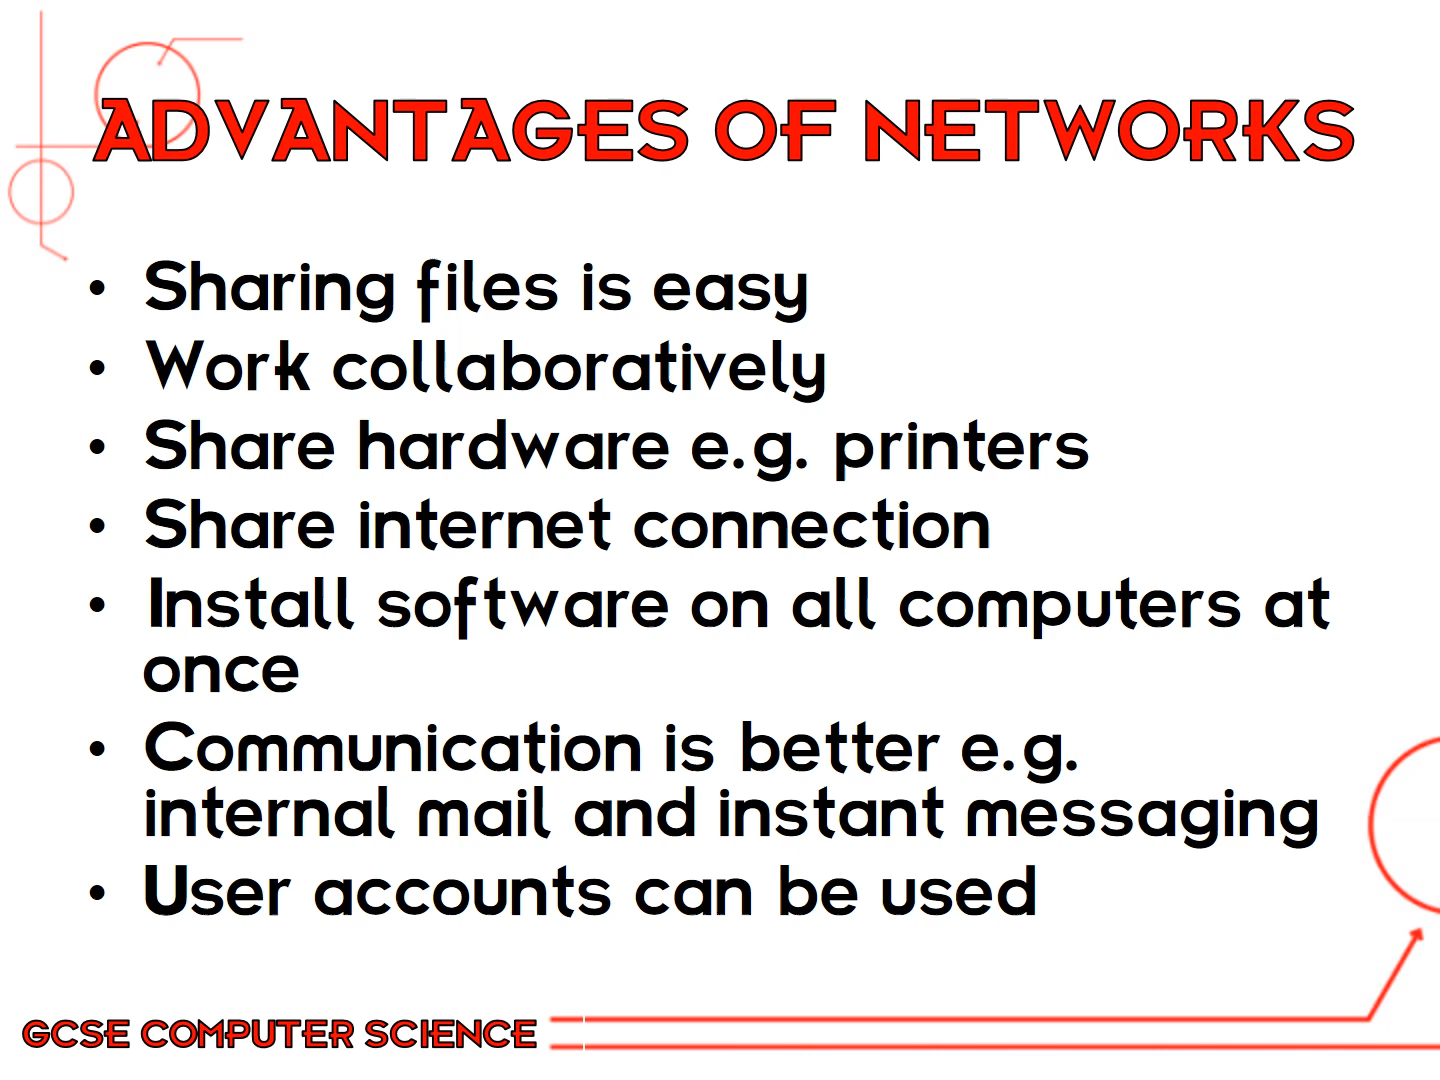 ADVANTAGES OF NETWORKS
• Sharing files is easy
• Work collaboratively
• Share hardware e.g. printers
• Share internet connection
• Install software on all computers at
once
• Communication is better e.g.
internal mail and instant messaging
• User accounts can be used
GCSE COMPUTER SCIENCE